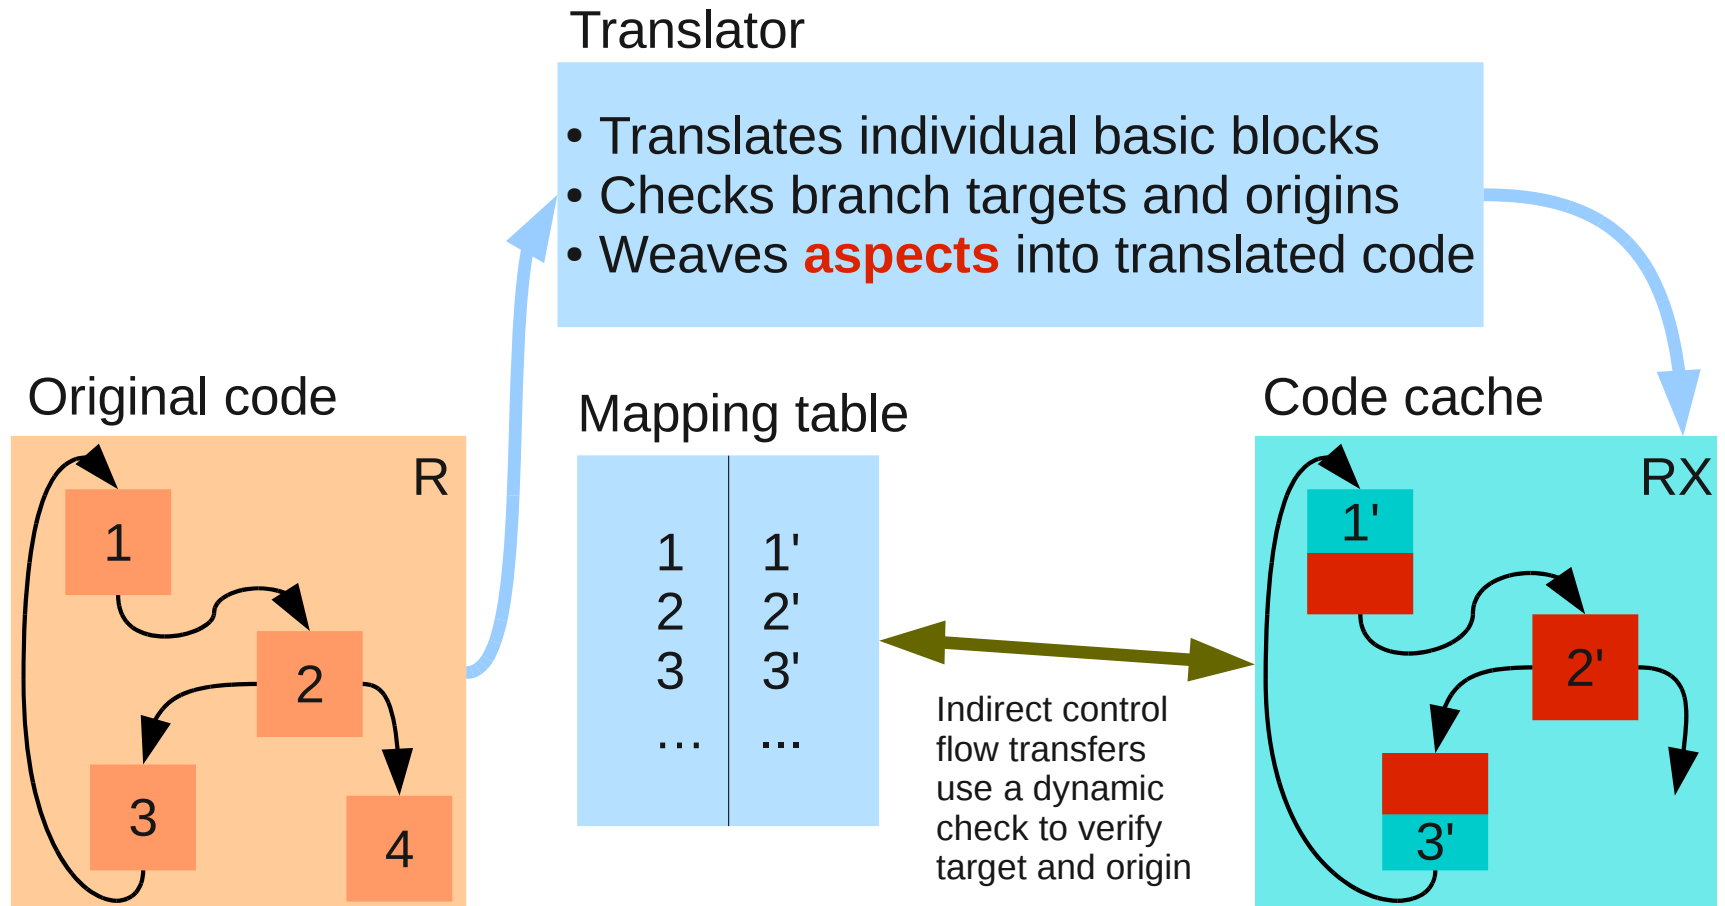 Translator
• Translates individual basic blocks
• Checks branch targets and origins
• Weaves aspects into translated code
Original code
R
1
2
3
4
Mapping table
1 1'
2 2'
3 3'
… ...
Indirect control
flow transfers
use a dynamic
check to verify
target and origin
Code cache
RX
1'
2'
3'